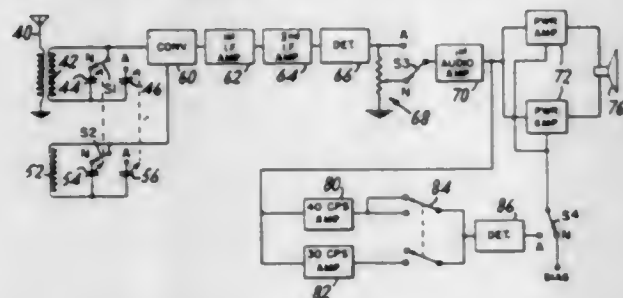 40
42
N
A
44
S1
46
CONV.
60
I F
AMP
62
I F
AMP
64
DET.
66
A
S3
N
68
AUDIO
AMP
70
PWR
AMP
72
PWR
AMP
76
52
S2
N
A
54
56
80
40 CPS
AMP
84
30 CPS
AMP
82
86
DET.
A
S4
N
BIAS